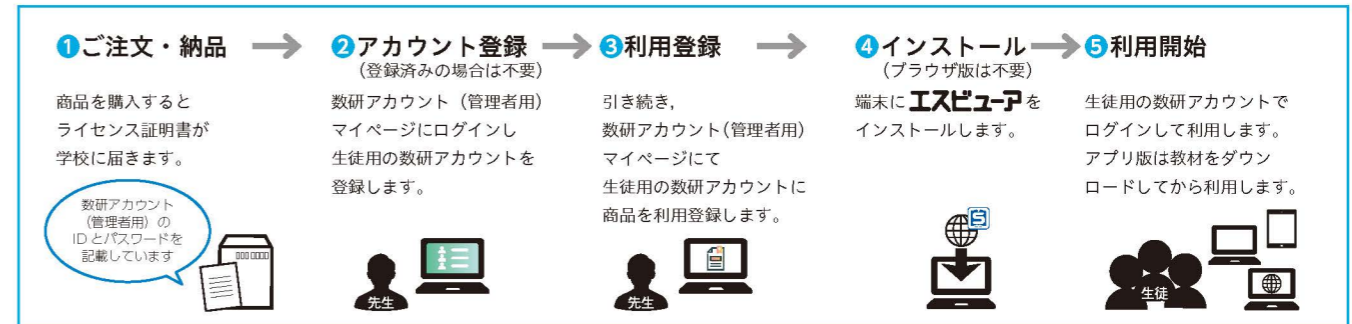 ❶ご注文・納品
商品を購入すると
ライセンス証明書が
学校に届きます。
数研アカウント
（管理者用）の
IDとパスワードを
記載しています
❷アカウント登録
（登録済みの場合は不要）
数研アカウント（管理者用）
マイページにログインし
生徒用の数研アカウントを
登録します。
先生
❸利用登録
引き続き，
数研アカウント（管理者用）
マイページにて
生徒用の数研アカウントに
商品を利用登録します。
先生
❹インストール
（ブラウザ版は不要）
端末にエスビューアを
インストールします。
❺利用開始
生徒用の数研アカウントで
ログインして利用します。
アプリ版は教材をダウン
ロードしてから利用します。
生徒